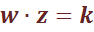 w · z = k